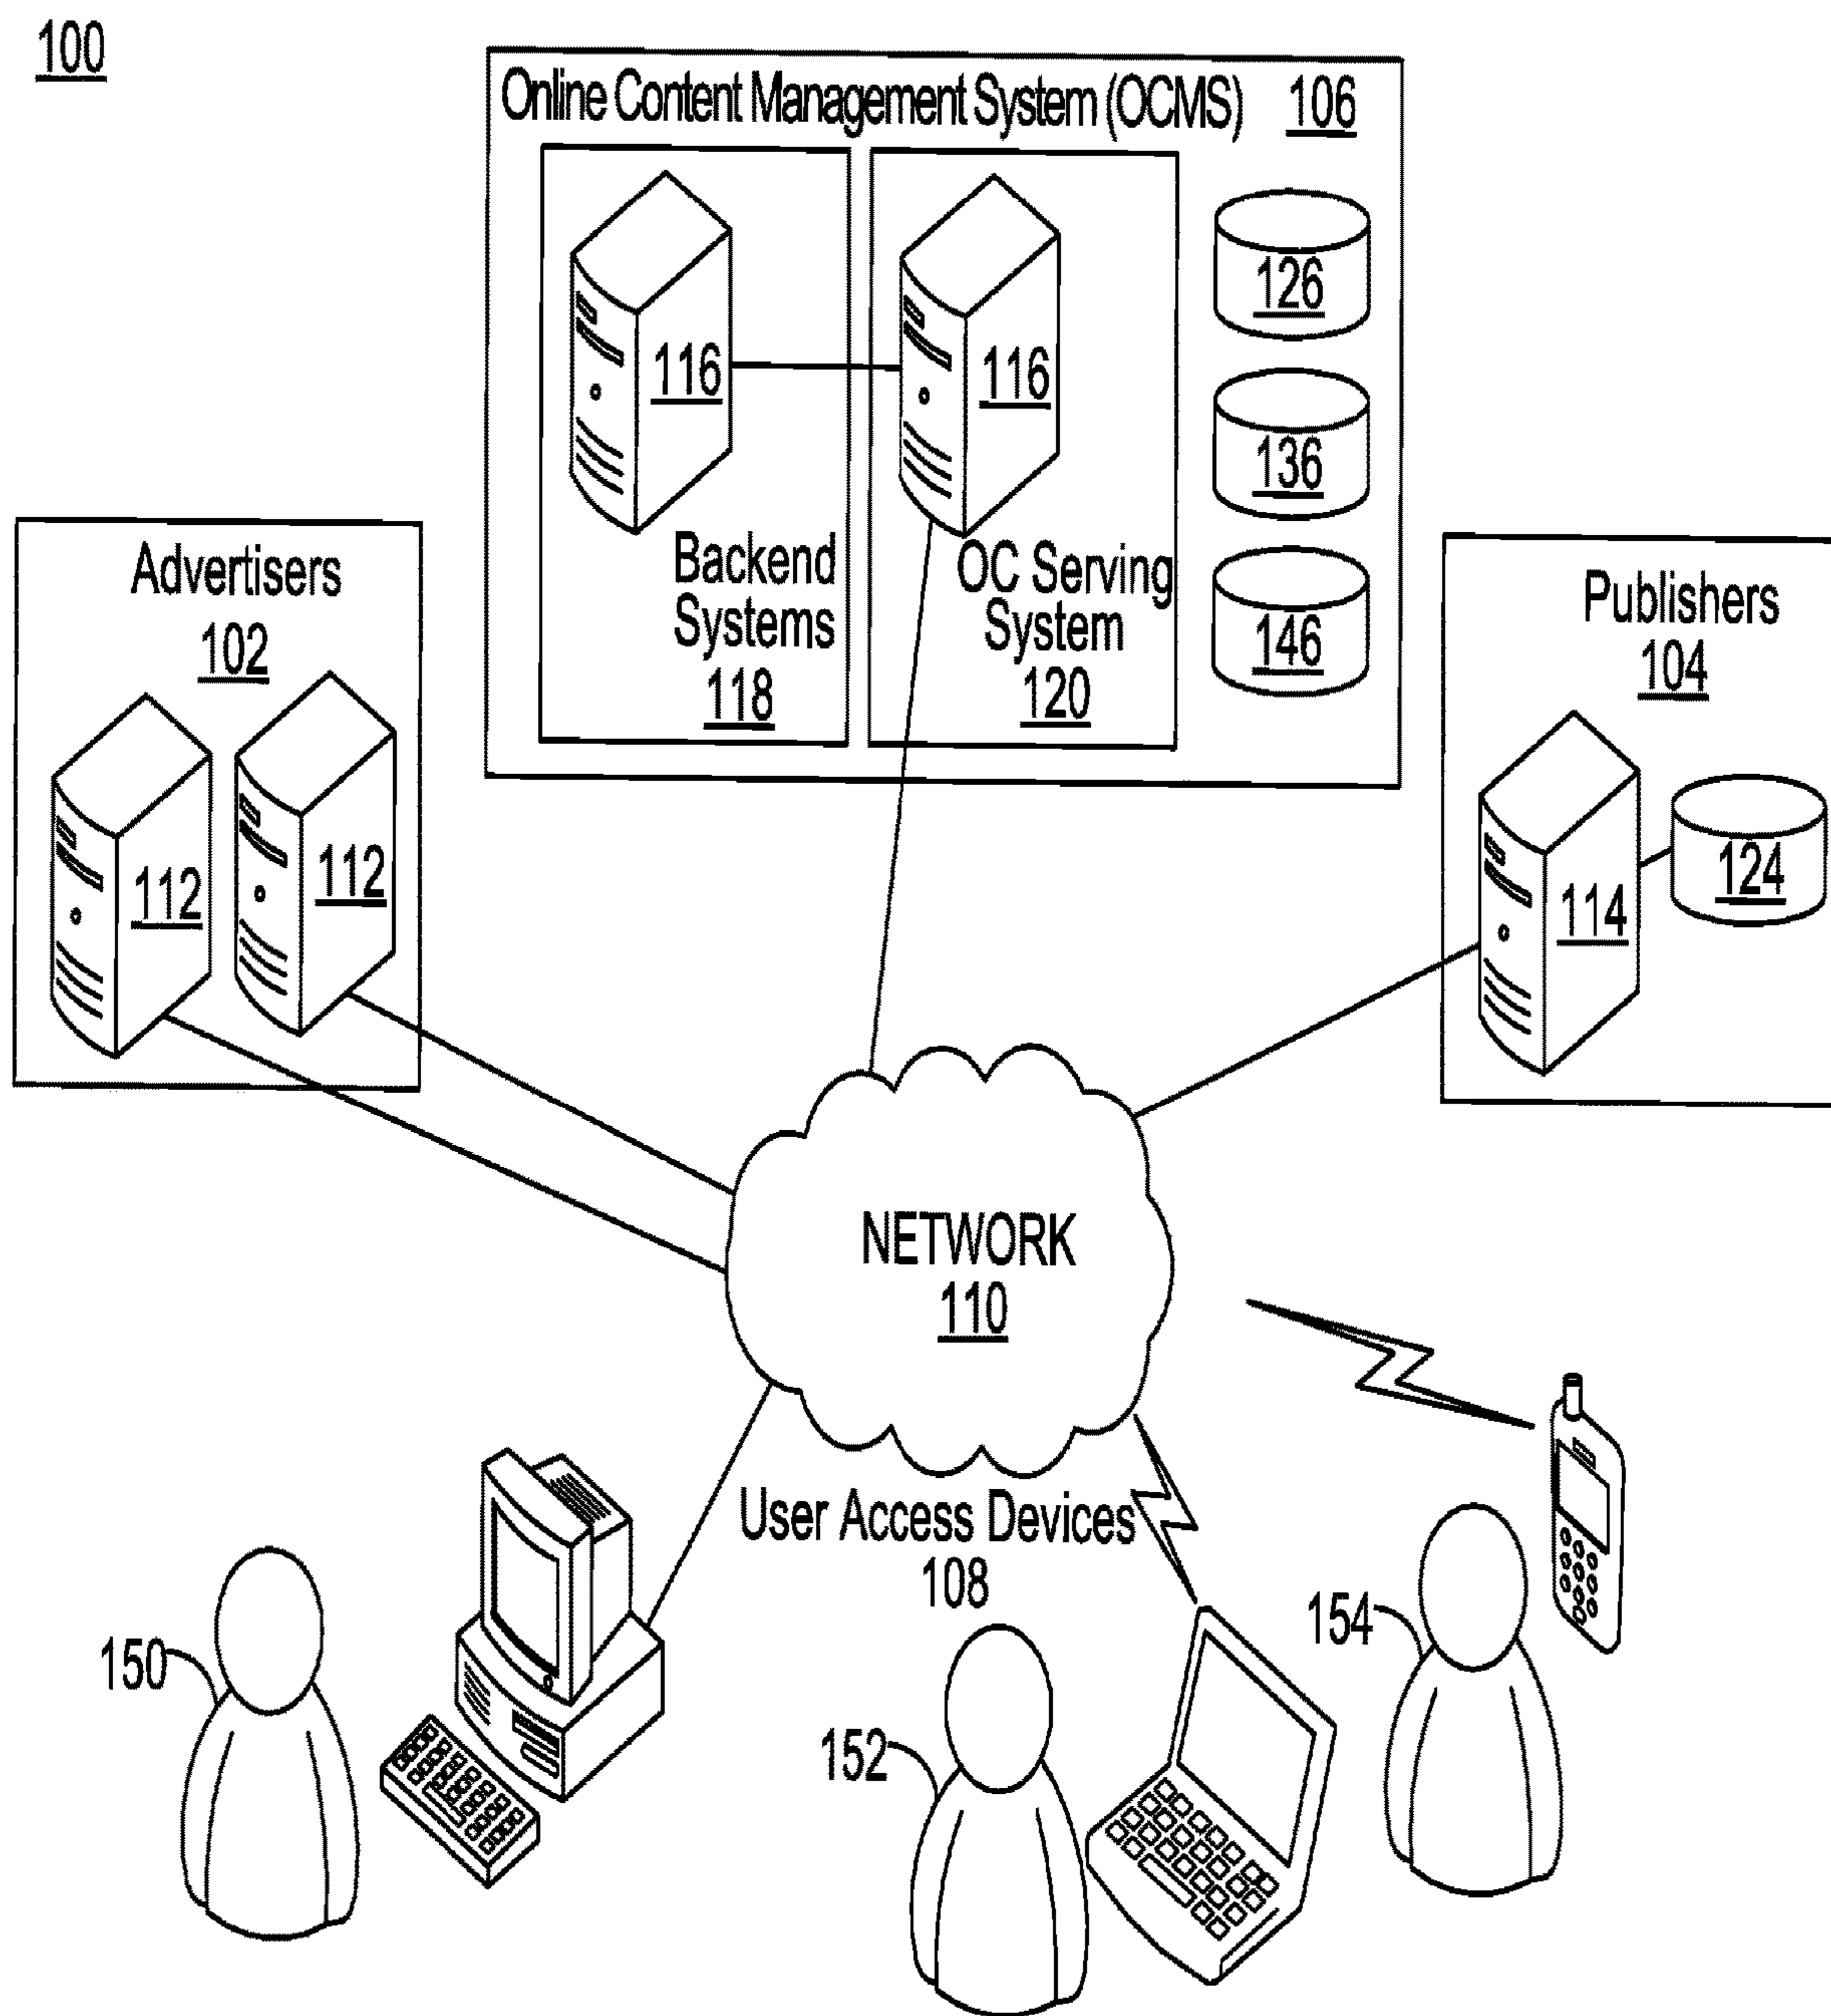 100
Online Content Management System (OCMS) 106
116
116
126
136
146
Backend
Systems
118
OC Serving
System
120
Advertisers
102
112
112
Publishers
104
114
124
NETWORK
110
User Access Devices
108
150
152
154